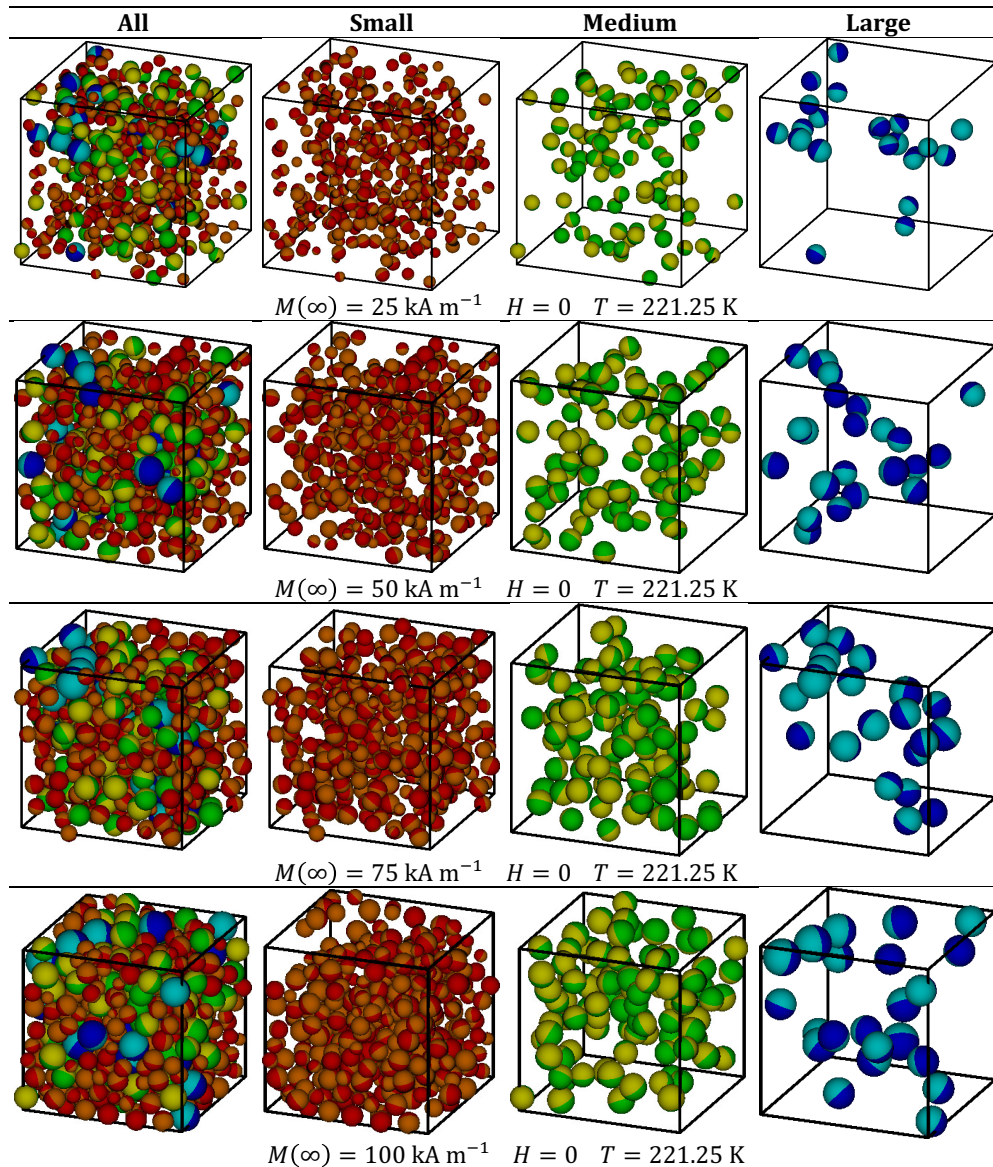 All Small Medium Large
M(∞) = 25 kA m⁻¹ H = 0 T = 221.25 K
M(∞) = 50 kA m⁻¹ H = 0 T = 221.25 K
M(∞) = 75 kA m⁻¹ H = 0 T = 221.25 K
M(∞) = 100 kA m⁻¹ H = 0 T = 221.25 K